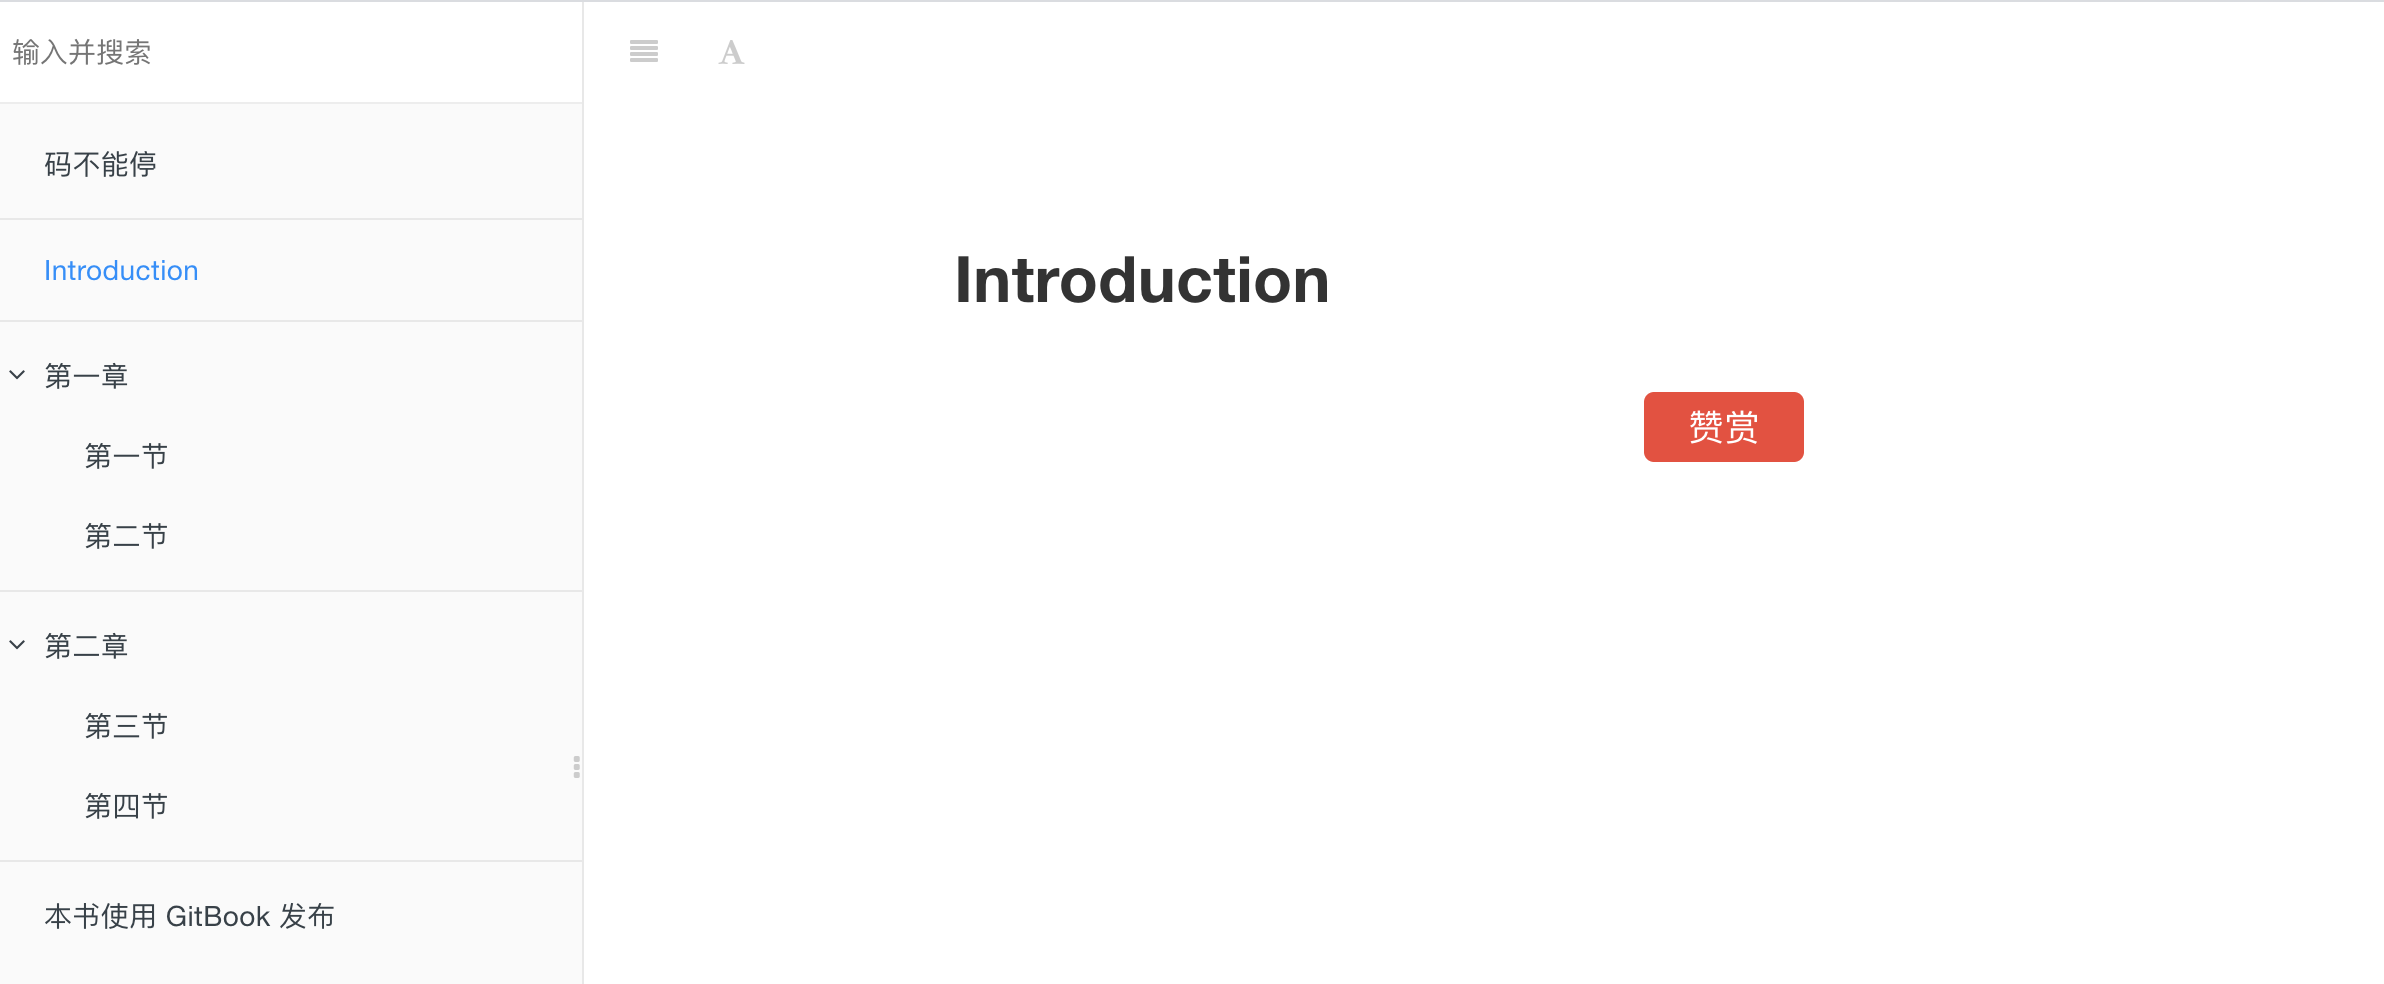 输入并搜索
码不能停
Introduction
第一章
第一节
第二节
第二章
第三节
第四节
本书使用 GitBook 发布
A
Introduction
赞赏